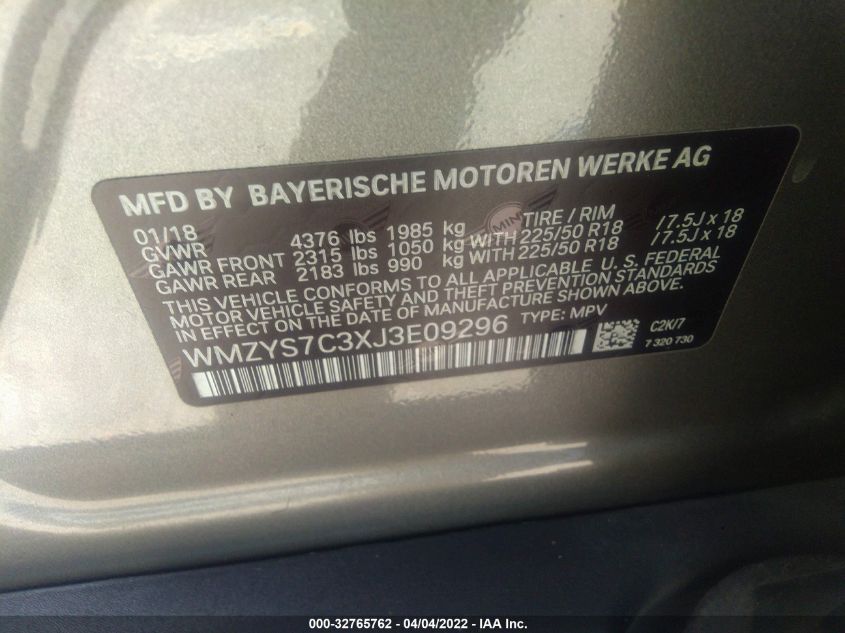 MFD BY BAYERISCHE MOTOREN WERKE AG
01/18 TIRE / RIM
GVWR 4376 lbs 1985 kg
GAWR FRONT 2315 lbs 1050 kg WITH 225/50 R18 /7.5J x 18
GAWR REAR 2183 lbs 990 kg WITH 225/50 R18 /7.5J x 18
THIS VEHICLE CONFORMS TO ALL APPLICABLE U.S. FEDERAL
MOTOR VEHICLE SAFETY AND THEFT PREVENTION STANDARDS
IN EFFECT ON THE DATE OF MANUFACTURE SHOWN ABOVE.
WMZYS7C3XJ3E09296 TYPE: MPV
C2K/7
7 320 730
MINI
000-32765762 - 04/04/2022 - IAA Inc.